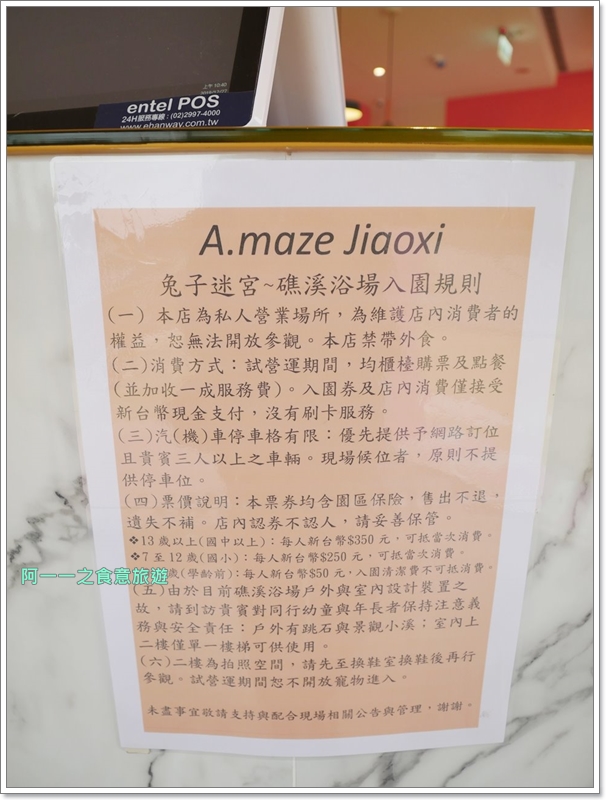 上午 10:40
entel POS
24H服務專線：(02)2997-4000
www.ehanway.com.tw
A.maze Jiaoxi
兔子迷宮~礁溪浴場入園規則
(一) 本店為私人營業場所，為維護店內消費者的
權益，恕無法開放參觀。本店禁帶外食。
(二)消費方式：試營運期間，均櫃檯購票及點餐
(並加收一成服務費)。入園券及店內消費僅接受
新台幣現金支付，沒有刷卡服務。
(三)汽(機)車停車格有限：優先提供予網路訂位
且貴賓三人以上之車輛。現場候位者，原則不提
供停車位。
(四)票價說明：本票券均含園區保險，售出不退，
遺失不補。店內認券不認人，請妥善保管。
❖13 歲以上(國中以上)：每人新台幣$350 元，可抵當次消費。
❖7 至 12 歲(國小)：每人新台幣$250 元，可抵當次消費。
歲(學齡前)：每人新台幣$50 元，入園清潔費不可抵消費。
阿一一之食意旅遊
(五)由於目前礁溪浴場戶外與室內設計裝置之
故，請到訪貴賓對同行幼童與年長者保持注意義
務與安全責任：戶外有跳石與景觀小溪；室內上
二樓僅單一樓梯可供使用。
(六)二樓為拍照空間，請先至換鞋室換鞋後再行
參觀。試營運期間恕不開放寵物進入。
未盡事宜敬請支持與配合現場相關公告與管理，謝謝。